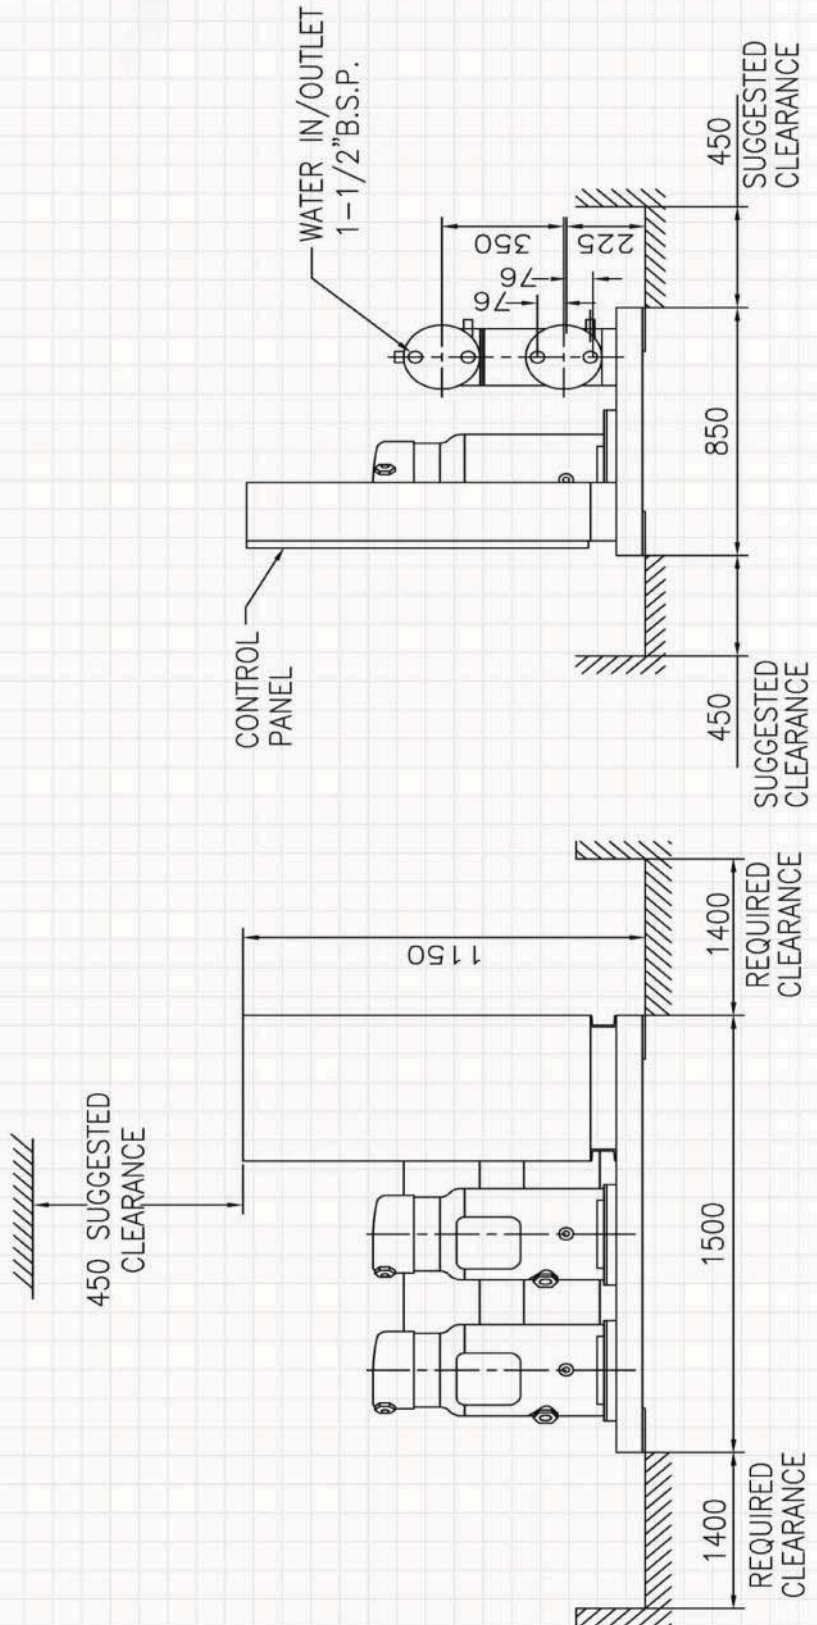 450 SUGGESTED
CLEARANCE
1150
1400
REQUIRED
CLEARANCE
1500
1400
REQUIRED
CLEARANCE
CONTROL
PANEL
WATER IN/OUTLET
1-1/2"B.S.P.
350
225
76
76
450
SUGGESTED
CLEARANCE
850
450
SUGGESTED
CLEARANCE